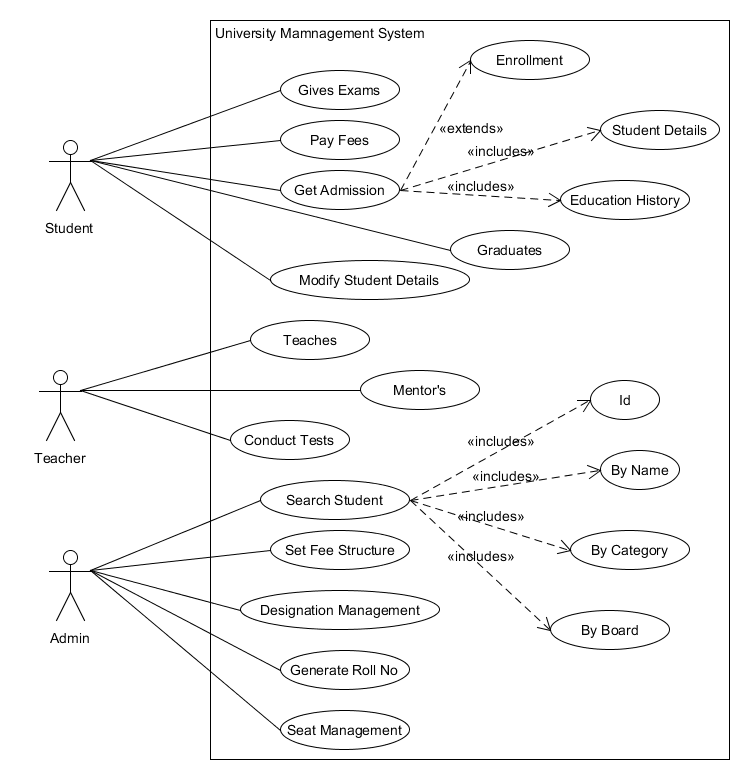 University Mamnagement System
Enrollment
Gives Exams
«extends»
Student Details
Pay Fees
«includes»
Get Admission
«includes»
Education History
Student
Graduates
Modify Student Details
Teaches
Mentor's
Id
Teacher
Conduct Tests
«includes»
By Name
«includes»
Search Student
«includes»
Set Fee Structure
By Category
«includes»
Designation Management
By Board
Admin
Generate Roll No
Seat Management